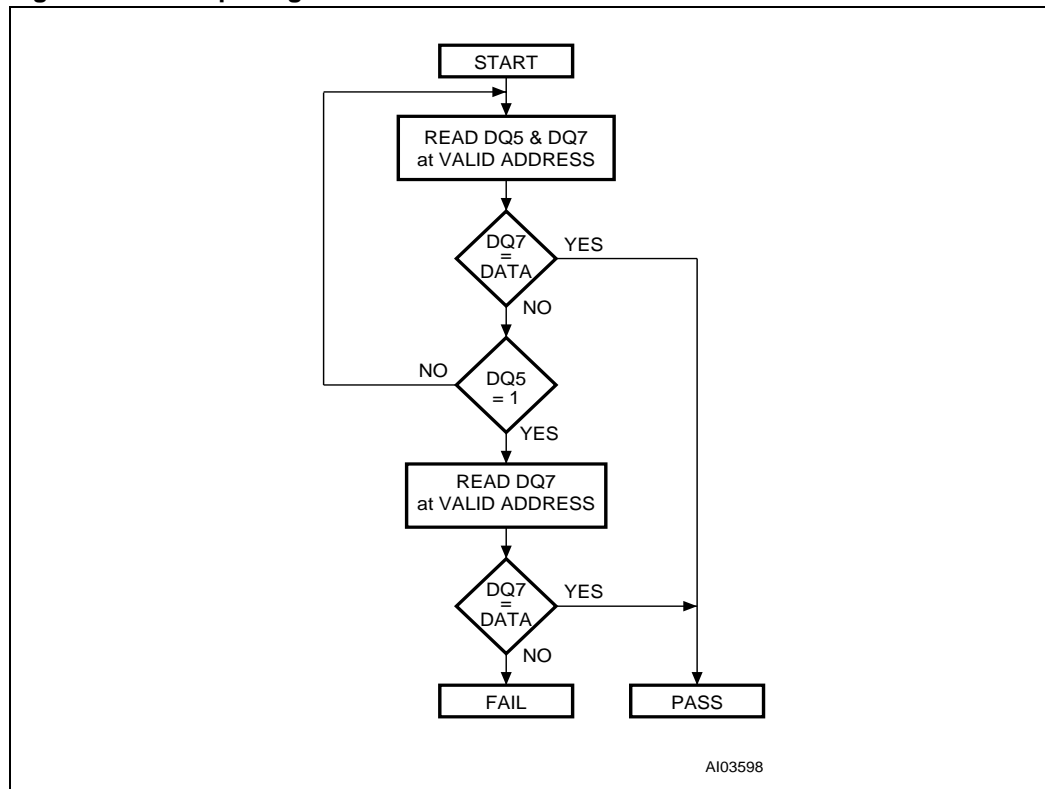 START
READ DQ5 & DQ7
at VALID ADDRESS
DQ7
=
DATA
YES
NO
DQ5
= 1
NO
YES
READ DQ7
at VALID ADDRESS
DQ7
=
DATA
YES
NO
FAIL
PASS
AI03598